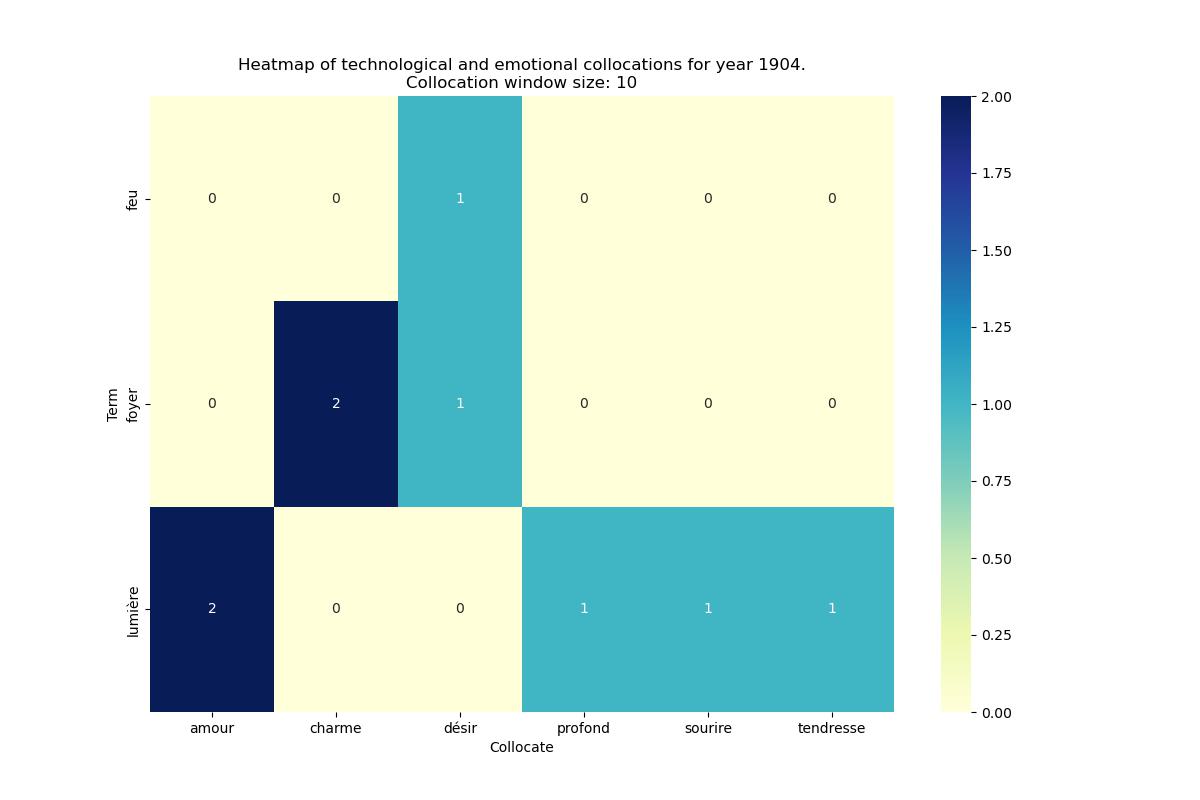 Heatmap of technological and emotional collocations for year 1904.
Collocation window size: 10
2.00
1.75
1.50
1.25
1.00
0.75
0.50
0.25
0.00
Term
feu
0 0 1 0 0 0
foyer
0 2 1 0 0 0
lumière
2 0 0 1 1 1
amour charme désir profond sourire tendresse
Collocate